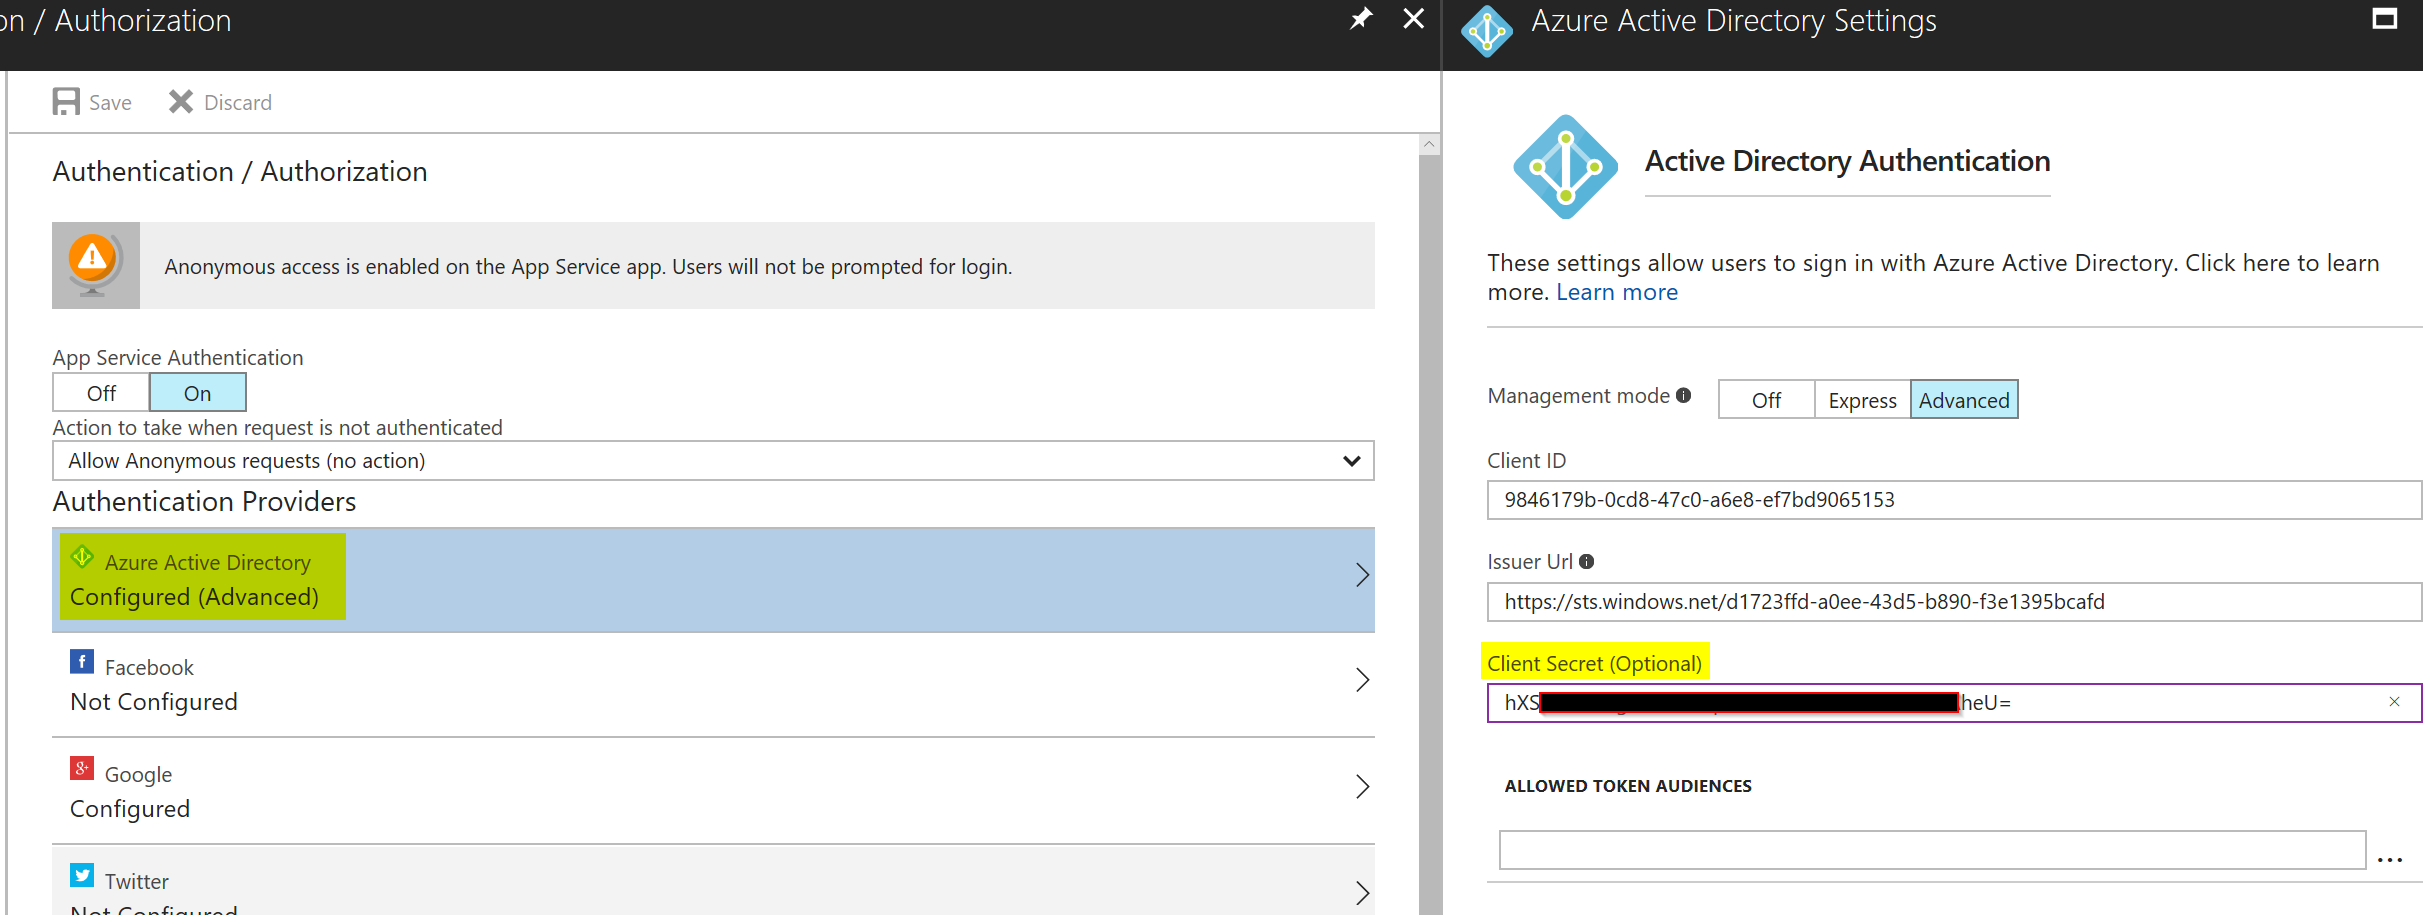 on / Authorization
Save
Discard
Authentication / Authorization
Anonymous access is enabled on the App Service app. Users will not be prompted for login.
App Service Authentication
Off
On
Action to take when request is not authenticated
Allow Anonymous requests (no action)
Authentication Providers
Azure Active Directory
Configured (Advanced)
Facebook
Not Configured
Google
Configured
Twitter
Not Configured
Azure Active Directory Settings
Active Directory Authentication
These settings allow users to sign in with Azure Active Directory. Click here to learn
more. Learn more
Management mode
Off
Express
Advanced
Client ID
9846179b-0cd8-47c0-a6e8-ef7bd9065153
Issuer Url
https://sts.windows.net/d1723ffd-a0ee-43d5-b890-f3e1395bcafd
Client Secret (Optional)
hXS heU=
ALLOWED TOKEN AUDIENCES
...